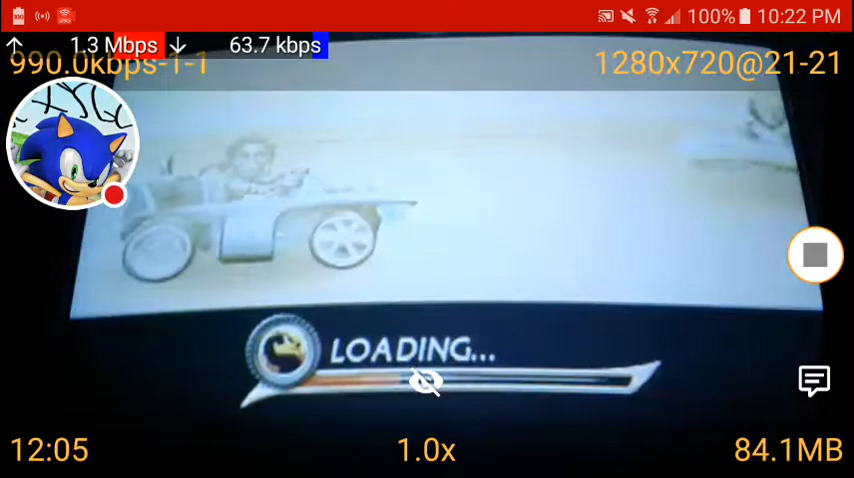 100% 10:22 PM
1.3 Mbps 63.7 kbps
990.0kbps-1-1
1280x720@21-21
LOADING...
12:05
1.0x
84.1MB